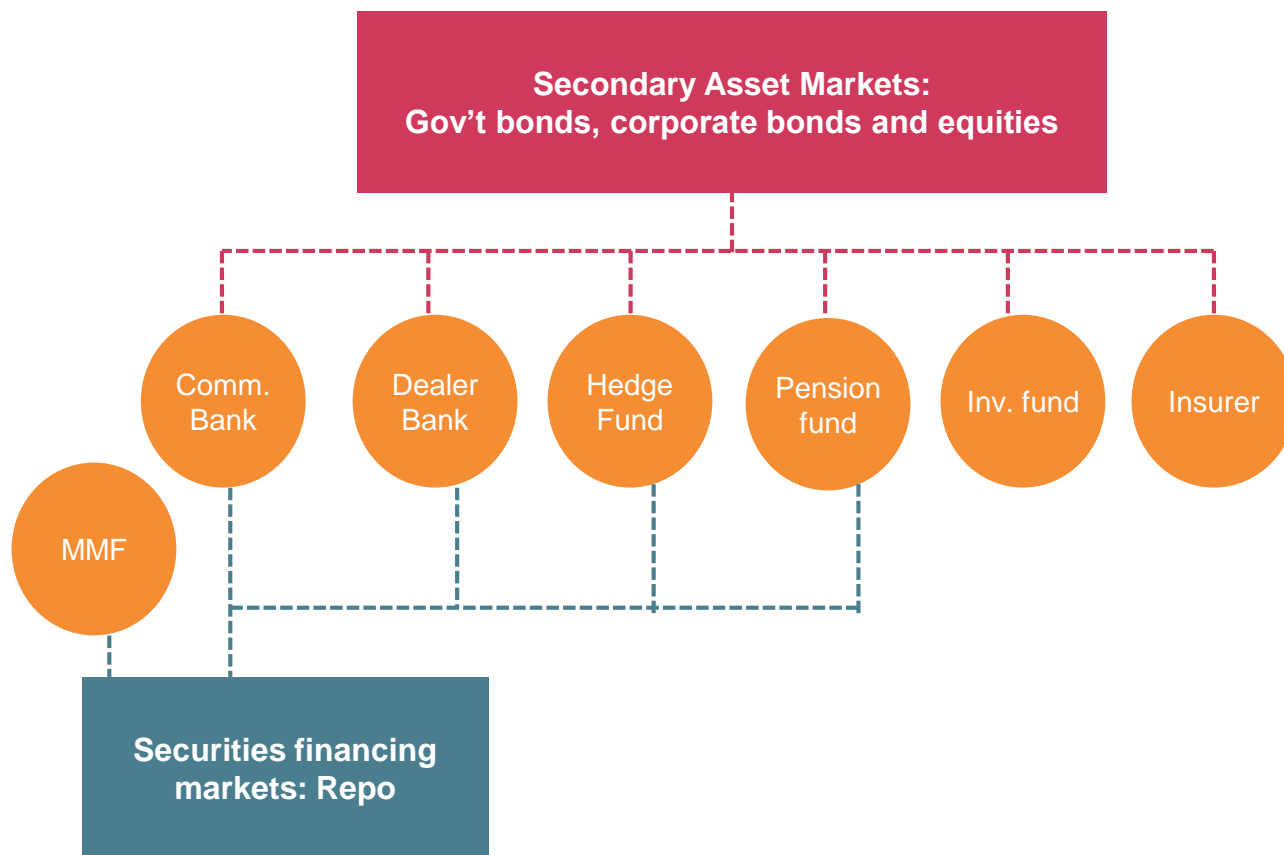 Secondary Asset Markets:
Gov’t bonds, corporate bonds and equities
Comm.
Bank
Dealer
Bank
Hedge
Fund
Pension
fund
Inv. fund
Insurer
MMF
Securities financing
markets: Repo